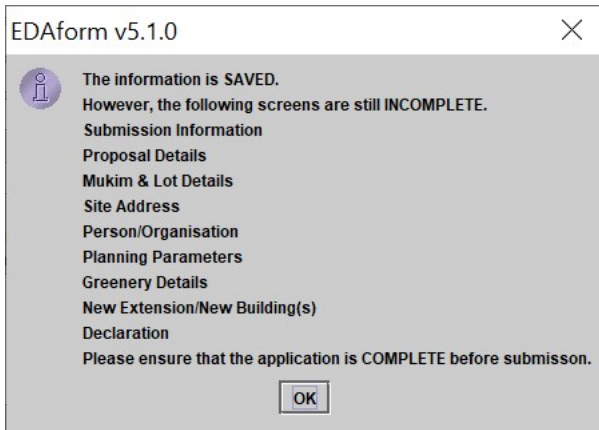 EDAform v5.1.0
The information is SAVED.
However, the following screens are still INCOMPLETE.
Submission Information
Proposal Details
Mukim & Lot Details
Site Address
Person/Organisation
Planning Parameters
Greenery Details
New Extension/New Building(s)
Declaration
Please ensure that the application is COMPLETE before submisson.
OK